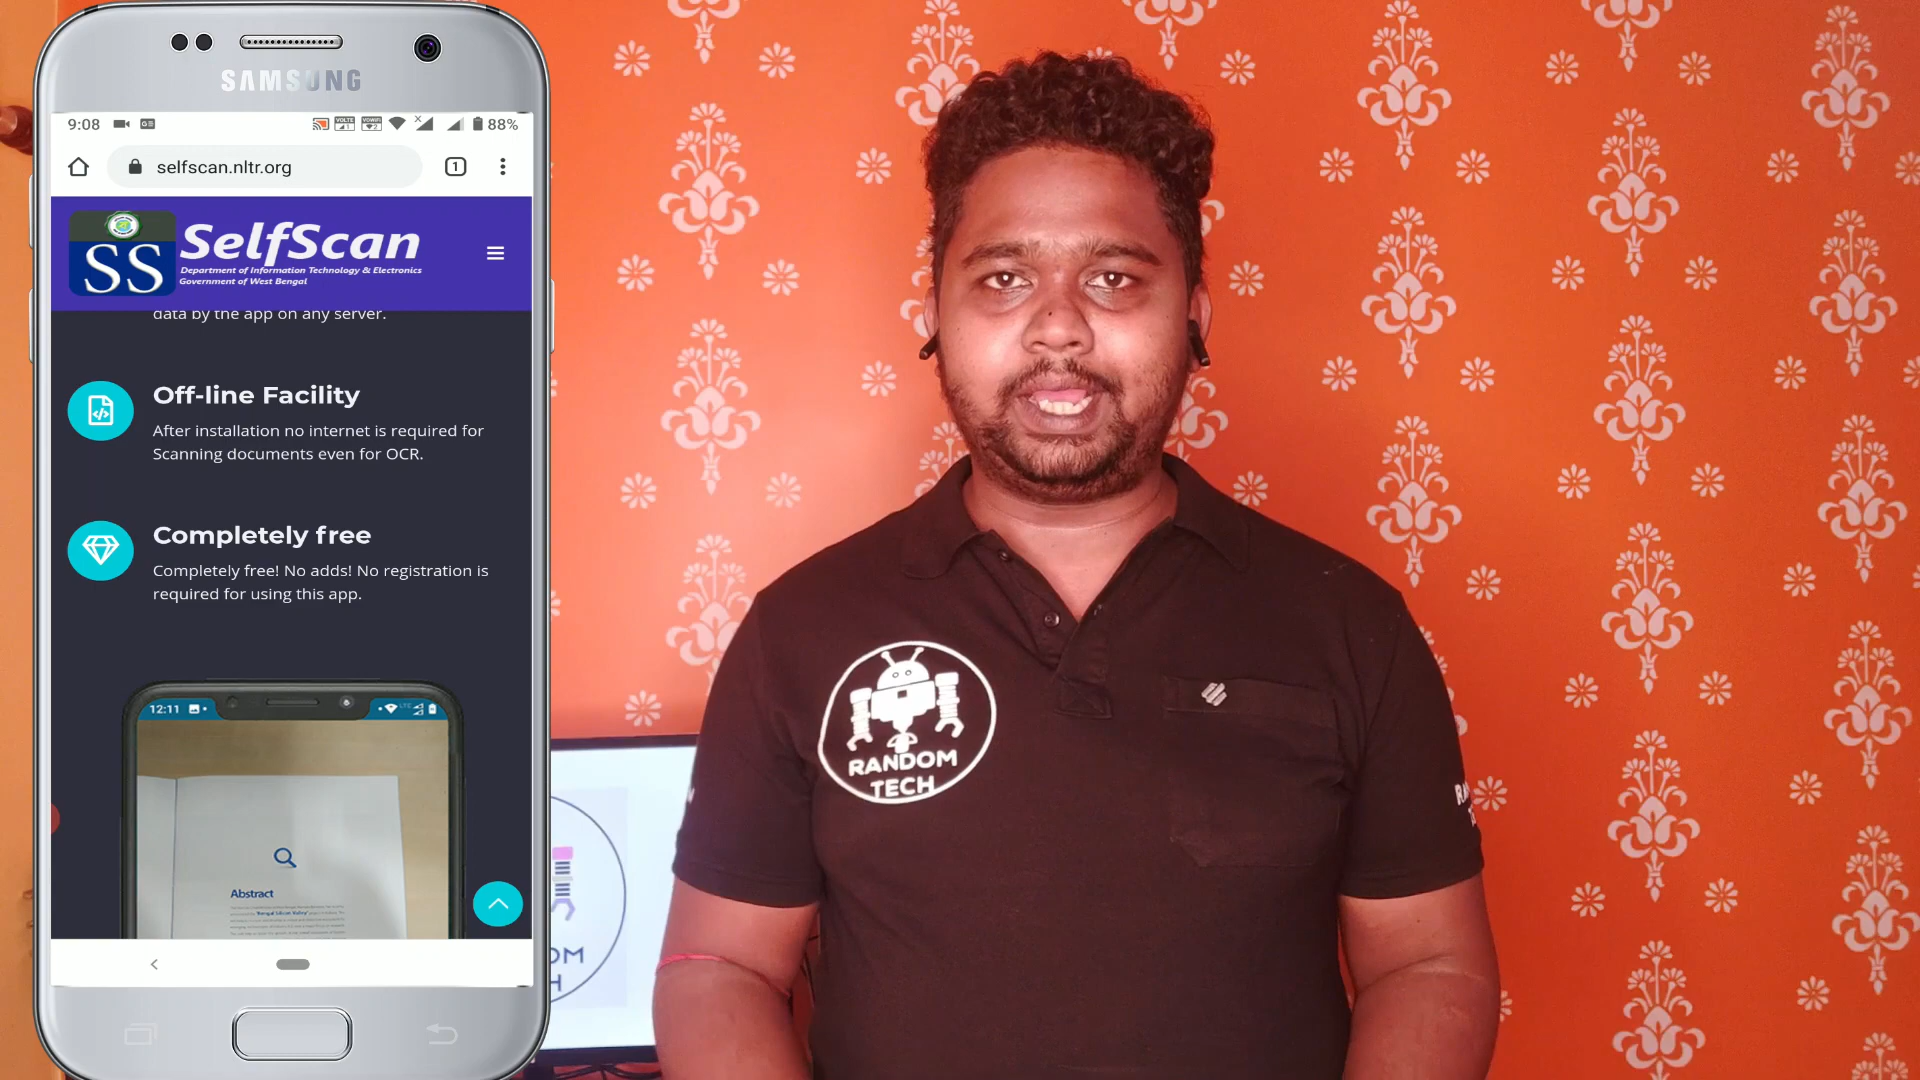 SAMSUNG
9:08
88%
selfscan.nltr.org
1
SS
SelfScan
Department of Information Technology & Electronics
Government of West Bengal
data by the app on any server.
Off-line Facility
After installation no internet is required for
Scanning documents even for OCR.
Completely free
Completely free! No adds! No registration is
required for using this app.
12:11
Abstract
RANDOM
TECH
OM
H